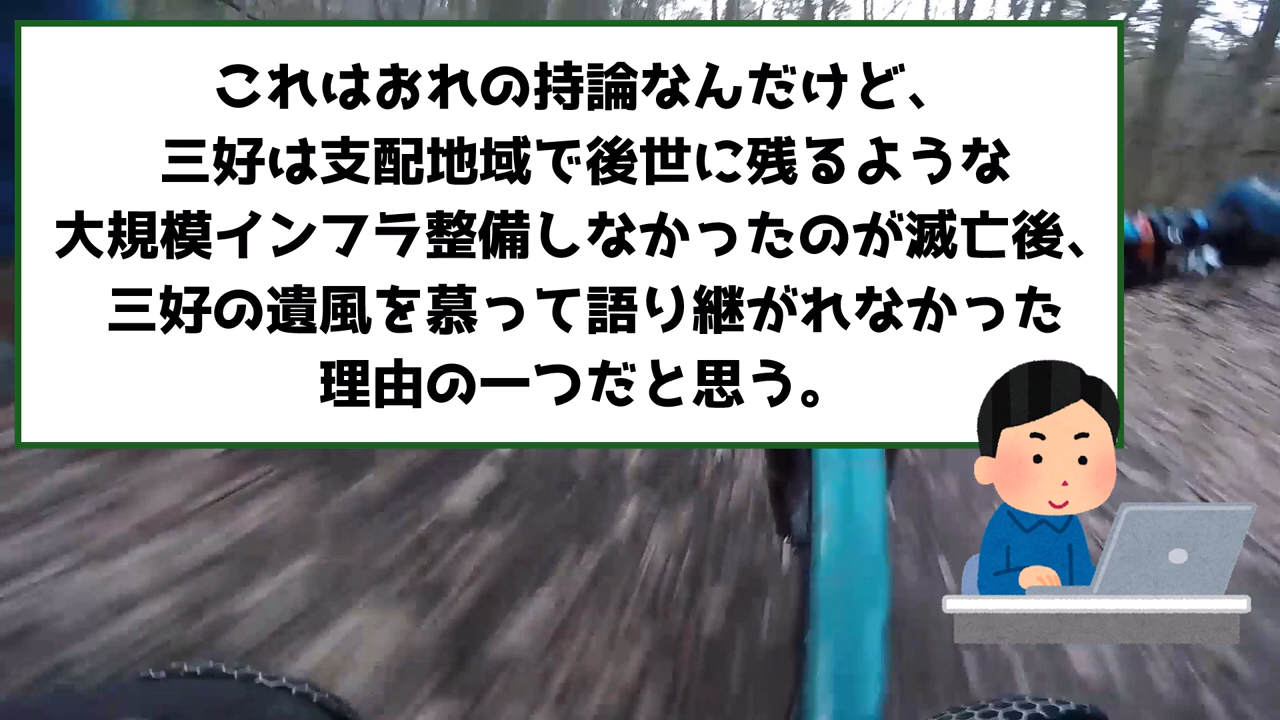 これはおれの持論なんだけど、
三好は支配地域で後世に残るような
大規模インフラ整備しなかったのが滅亡後、
三好の遺風を慕って語り継がれなかった
理由の一つだと思う。